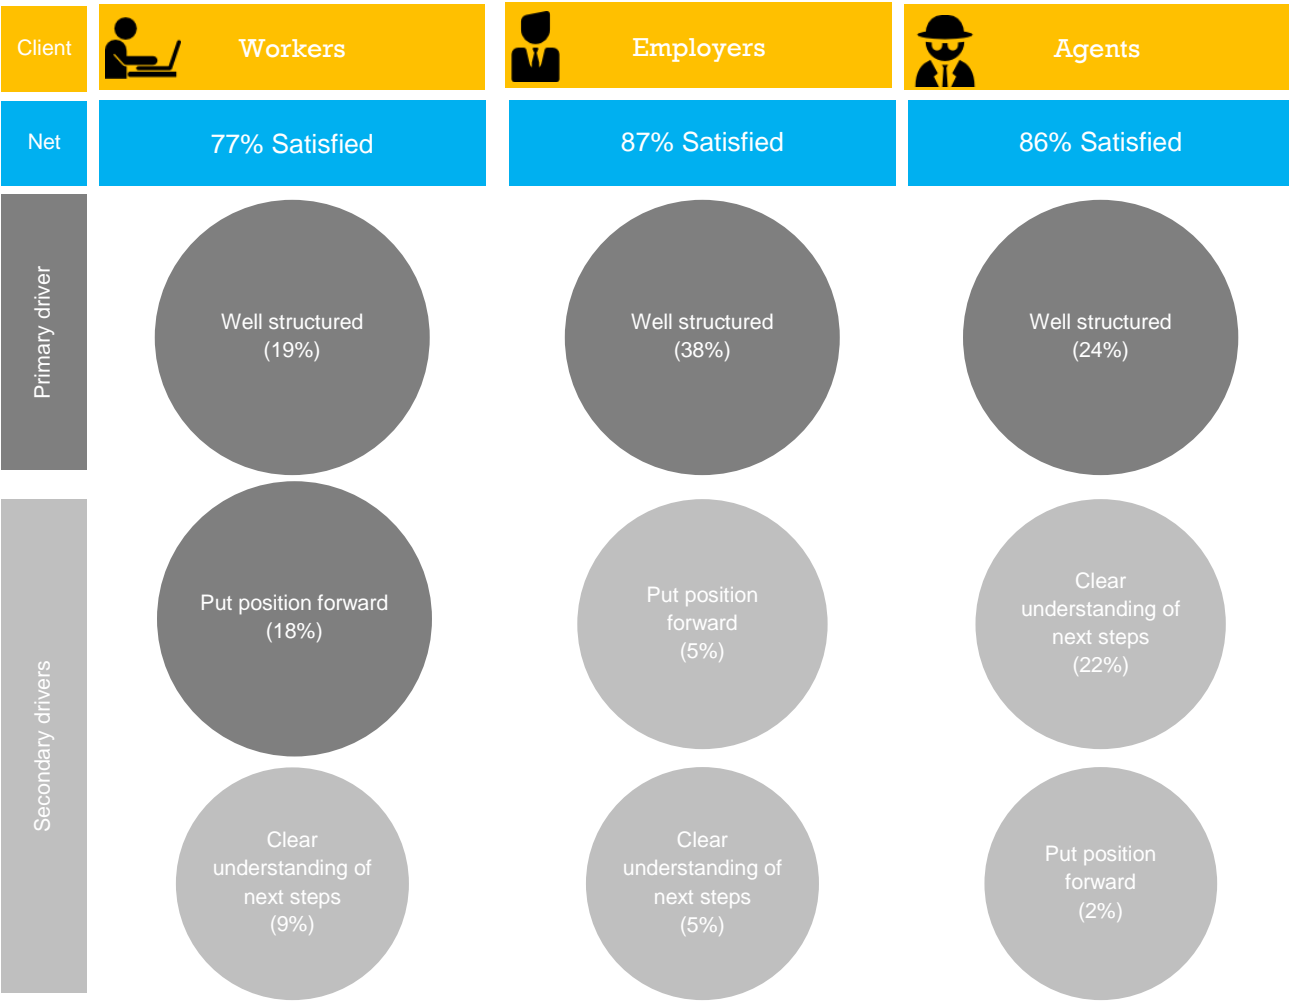 Client
Workers
Employers
Agents
Net
77% Satisfied
87% Satisfied
86% Satisfied
Primary driver
Well structured
(19%)
Well structured
(38%)
Well structured
(24%)
Secondary drivers
Put position forward
(18%)
Put position
forward
(5%)
Clear
understanding of
next steps
(22%)
Clear
understanding of
next steps
(9%)
Clear
understanding of
next steps
(5%)
Put position
forward
(2%)